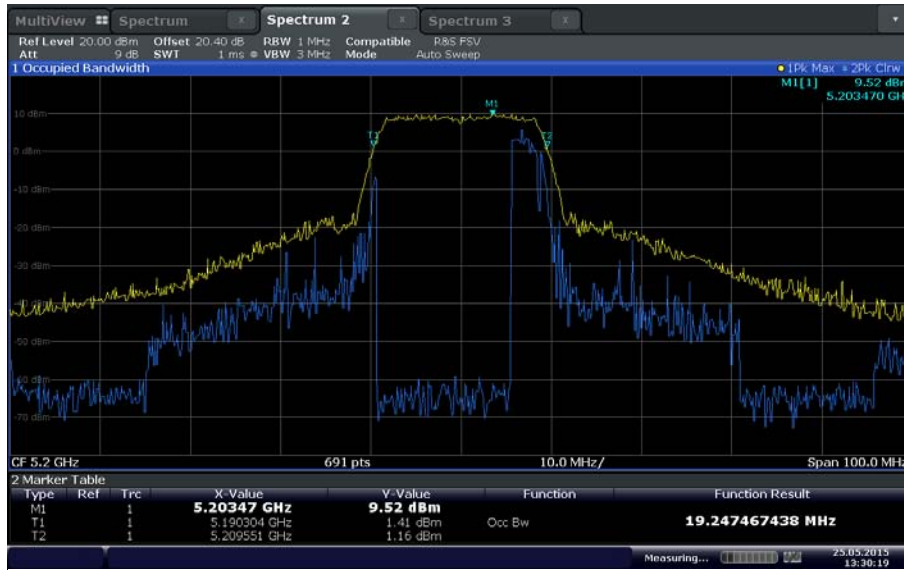 MultiView Spectrum x Spectrum 2 x Spectrum 3 x
Ref Level 20.00 dBm Offset 20.40 dB RBW 1 MHz Compatible R&S FSV
Att 9 dB SWT 1 ms VBW 3 MHz Mode Auto Sweep
1 Occupied Bandwidth 1Pk Max 2Pk Clrw
M1[1] 9.52 dBm
5.203470 GH
M1
10 dBm
T1 T2
0 dBm
-10 dBm
-20 dBm
-30 dBm
-40 dBm
-50 dBm
-60 dBm
-70 dBm
CF 5.2 GHz 691 pts 10.0 MHz/ Span 100.0 MHz
2 Marker Table
Type Ref Trc X-Value Y-Value Function Function Result
M1 1 5.20347 GHz 9.52 dBm
T1 1 5.190304 GHz 1.41 dBm Occ Bw 19.247467438 MHz
T2 1 5.209551 GHz 1.16 dBm
Measuring... 25.05.2015
13:30:19